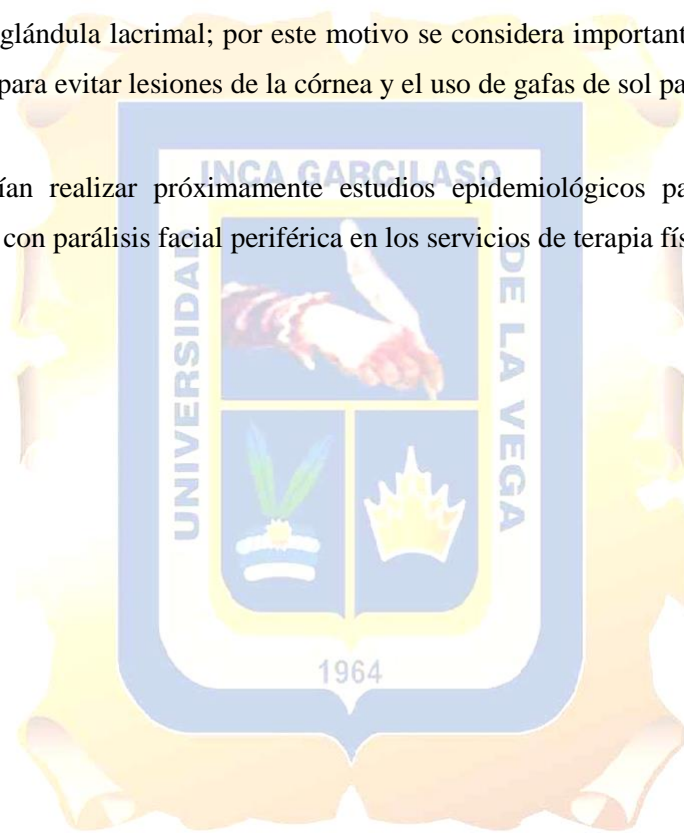 glándula lacrimal; por este motivo se considera important
para evitar lesiones de la córnea y el uso de gafas de sol pa
ían realizar próximamente estudios epidemiológicos pa
con parálisis facial periférica en los servicios de terapia fís
INCA GARCILASO
UNIVERSIDAD
DE LA VEGA
1964